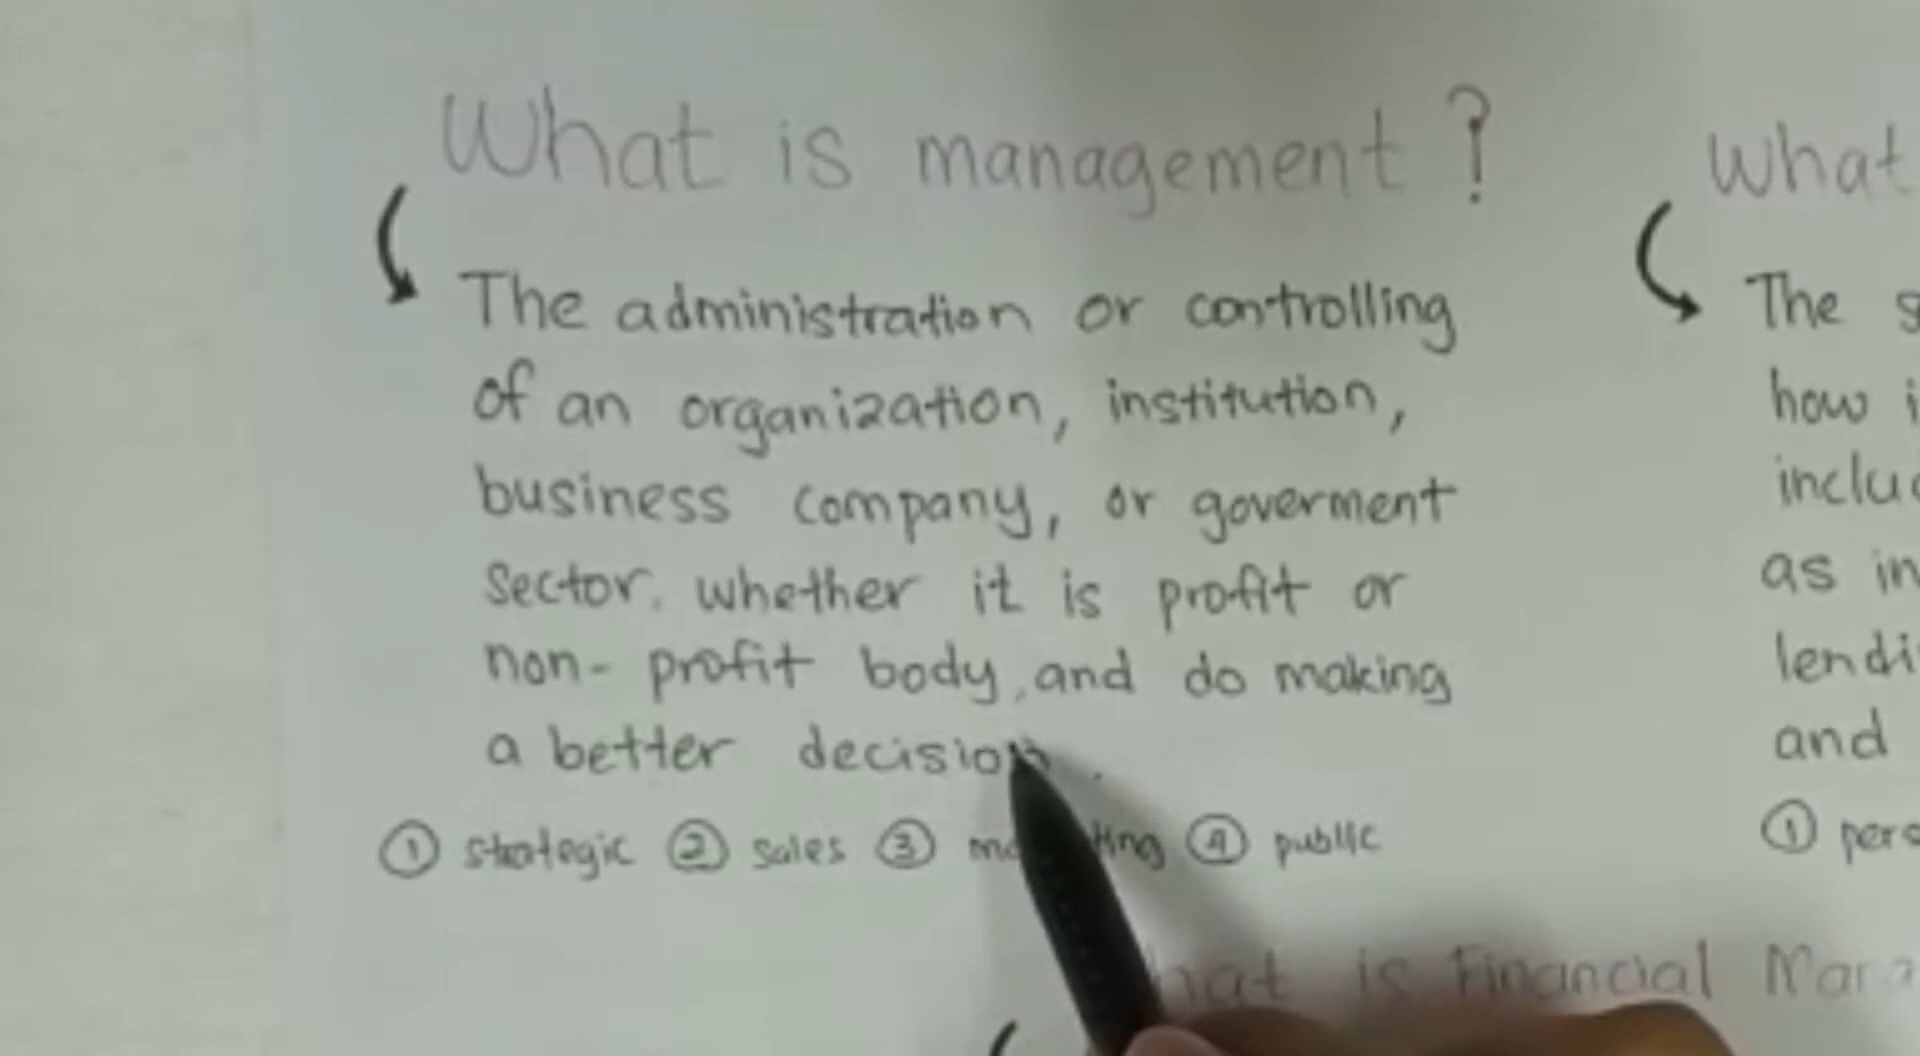 What is management ?
The administration or controlling
of an organization, institution,
business company, or goverment
sector. whether it is profit or
non-profit body, and do making
a better decision.
① strategic ② sales ③ ④ public
What
The
how
as
and
①
is Financial